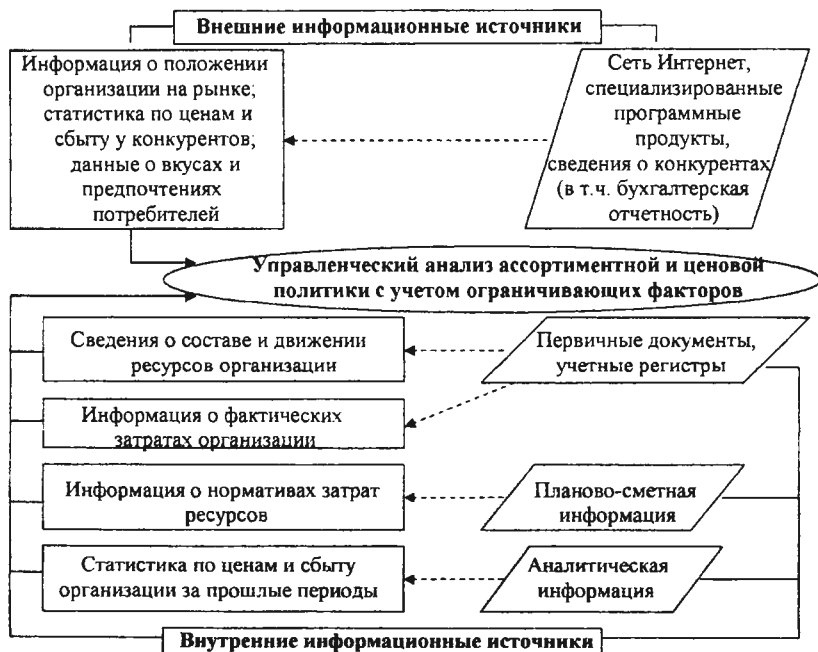 Внешние информационные источники
Информация о положении
организации на рынке;
статистика по ценам и
сбыту у конкурентов;
данные о вкусах и
предпочтениях
потребителей
Сеть Интернет,
специализированные
программные
продукты,
сведения о конкурентах
(в т.ч. бухгалтерская
отчетность)
Управленческий анализ ассортиментной и ценовой
политики с учетом ограничивающих факторов
Сведения о составе и движении
ресурсов организации
Первичные документы,
учетные регистры
Информация о фактических
затратах организации
Информация о нормативах затрат
ресурсов
Планово-сметная
информация
Статистика по ценам и сбыту
организации за прошлые периоды
Аналитическая
информация
Внутренние информационные источники